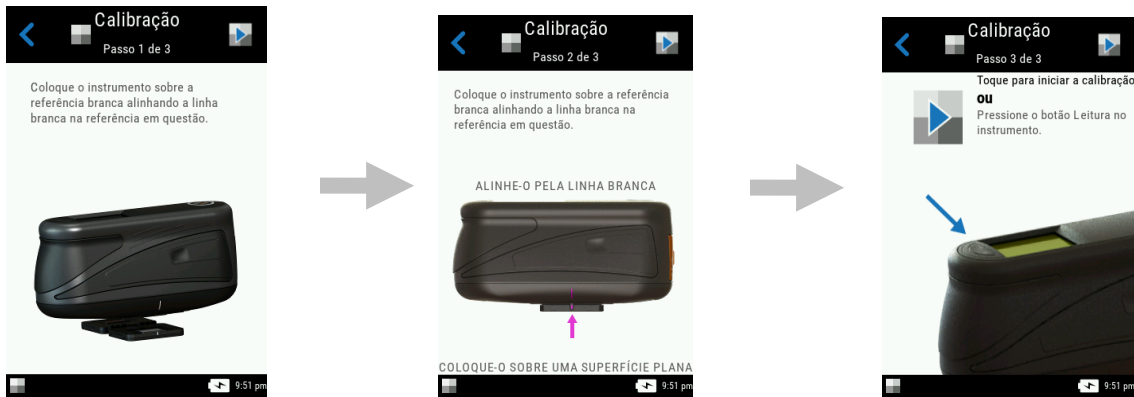 Calibração
Passo 1 de 3
Coloque o instrumento sobre a
referência branca alinhando a linha
branca na referência em questão.
9:51 pm
Calibração
Passo 2 de 3
Coloque o instrumento sobre a referência
branca alinhando a linha branca na
referência em questão.
ALINHE-O PELA LINHA BRANCA
COLOQUE-O SOBRE UMA SUPERFÍCIE PLANA
9:51 pm
Calibração
Passo 3 de 3
Toque para iniciar a calibração
ou
Pressione o botão Leitura no
instrumento.
9:51 pm